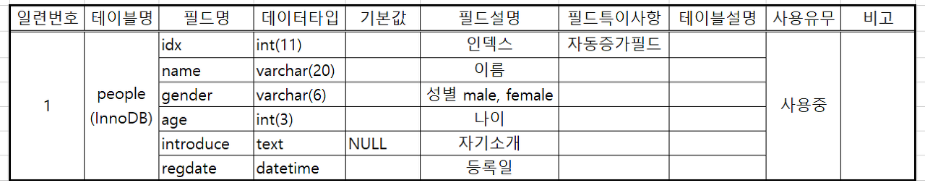 일련번호 테이블명 필드명 데이터타입 기본값 필드설명 필드특이사항 테이블설명 사용유무 비고
1 people (InnoDB) idx int(11) 인덱스 자동증가필드 사용중
name varchar(20) 이름
gender varchar(6) 성별 male, female
age int(3) 나이
introduce text NULL 자기소개
regdate datetime 등록일